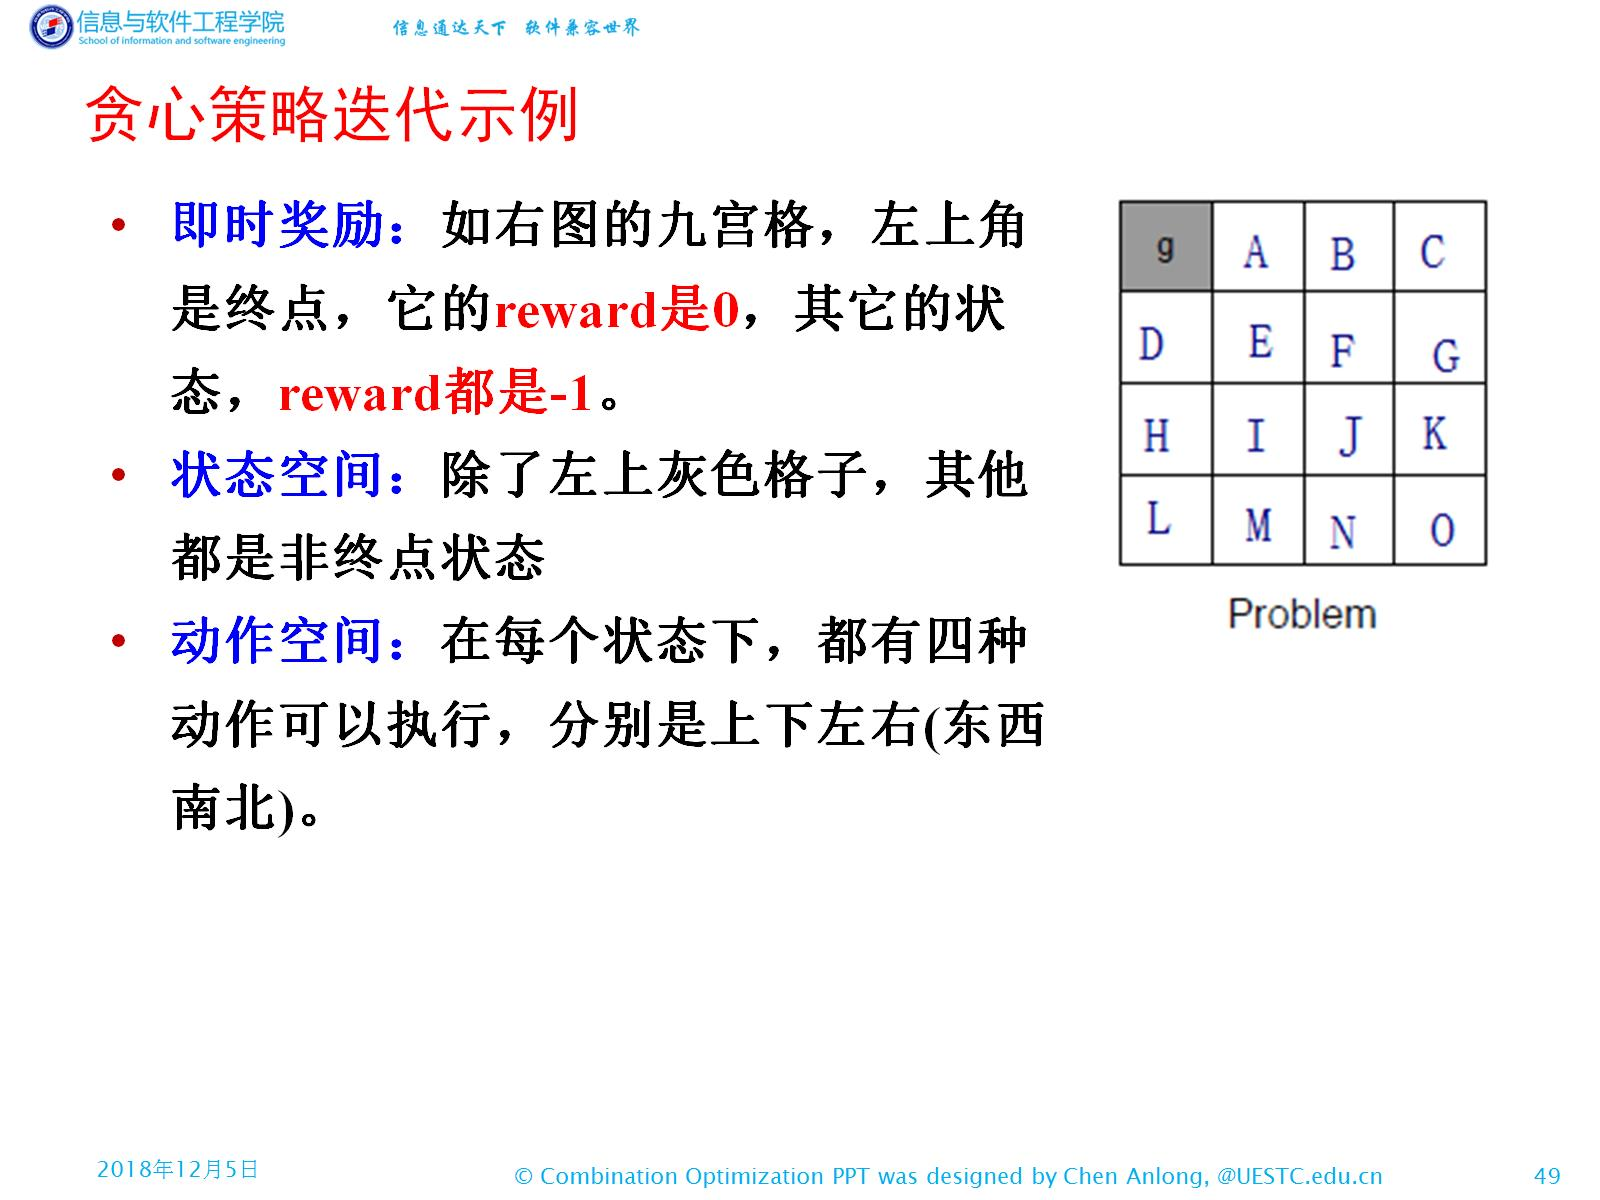 信息与软件工程学院
School of information and software engineering
信息通达天下 软件兼容世界
贪心策略迭代示例
• 即时奖励：如右图的九宫格，左上角
是终点，它的reward是0，其它的状
态，reward都是-1。
• 状态空间：除了左上灰色格子，其他
都是非终点状态
• 动作空间：在每个状态下，都有四种
动作可以执行，分别是上下左右(东西
南北)。
g A B C
D E F G
H I J K
L M N O
Problem
2018年12月5日
© Combination Optimization PPT was designed by Chen Anlong, @UESTC.edu.cn
49